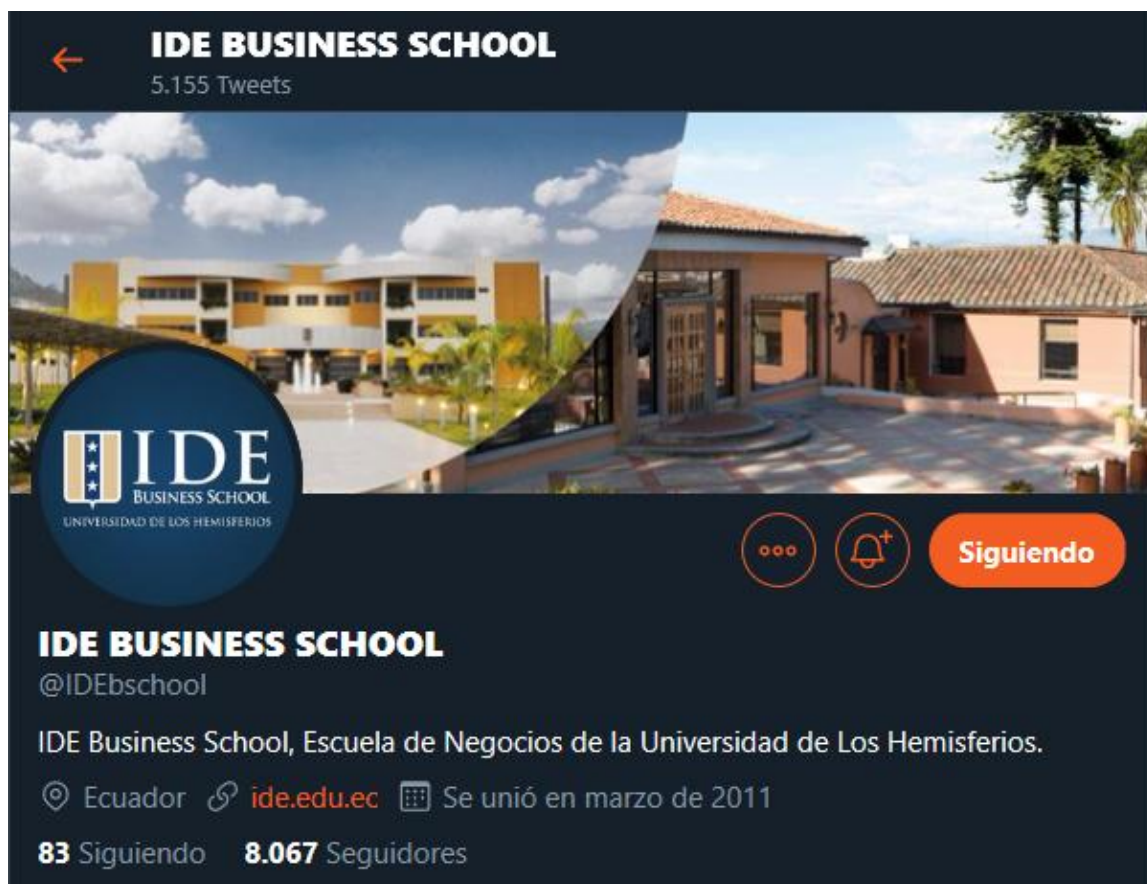 IDE BUSINESS SCHOOL
5.155 Tweets
IDE
BUSINESS SCHOOL
UNIVERSIDAD DE LOS HEMISFERIOS
Siguiendo
IDE BUSINESS SCHOOL
@IDEbschool
IDE Business School, Escuela de Negocios de la Universidad de Los Hemisferios.
Ecuador ide.edu.ec Se unió en marzo de 2011
83 Siguiendo 8.067 Seguidores